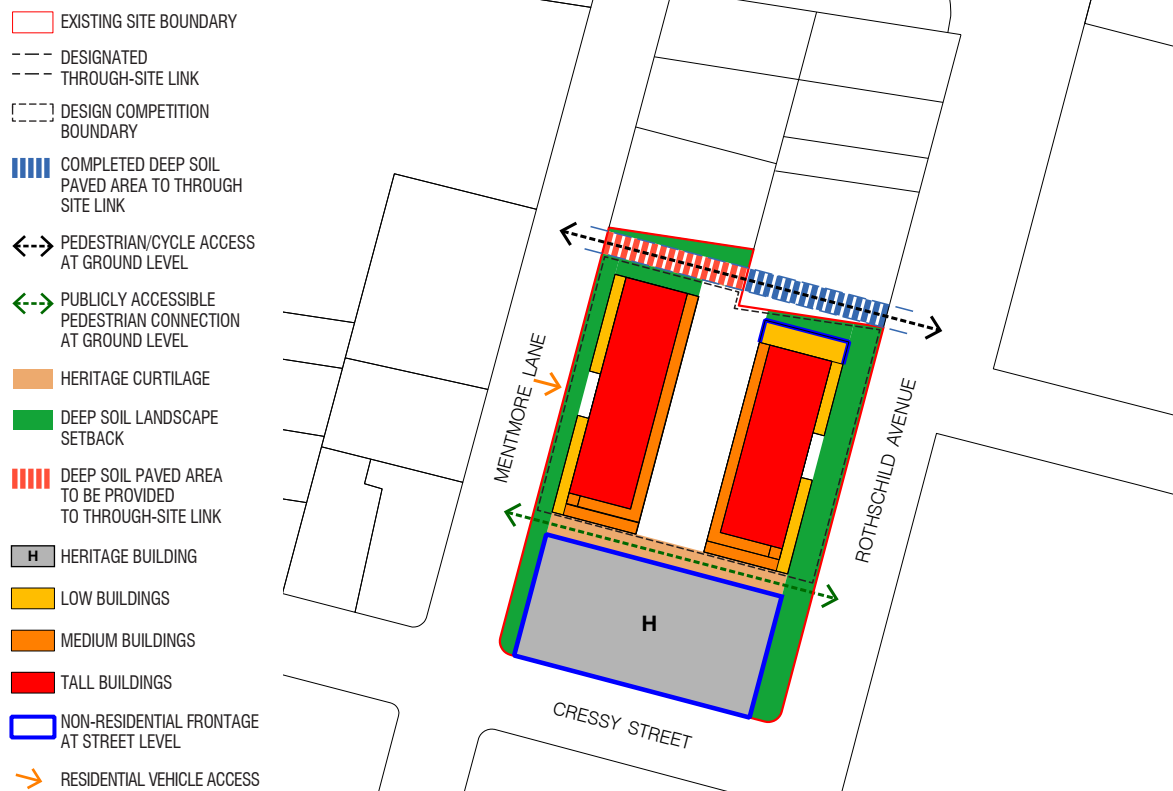 EXISTING SITE BOUNDARY
DESIGNATED
THROUGH-SITE LINK
DESIGN COMPETITION
BOUNDARY
COMPLETED DEEP SOIL
PAVED AREA TO THROUGH
SITE LINK
PEDESTRIAN/CYCLE ACCESS
AT GROUND LEVEL
PUBLICLY ACCESSIBLE
PEDESTRIAN CONNECTION
AT GROUND LEVEL
HERITAGE CURTILAGE
DEEP SOIL LANDSCAPE
SETBACK
DEEP SOIL PAVED AREA
TO BE PROVIDED
TO THROUGH-SITE LINK
H HERITAGE BUILDING
LOW BUILDINGS
MEDIUM BUILDINGS
TALL BUILDINGS
NON-RESIDENTIAL FRONTAGE
AT STREET LEVEL
RESIDENTIAL VEHICLE ACCESS
MENTMORE LANE
ROTHSCHILD AVENUE
H
CRESSY STREET